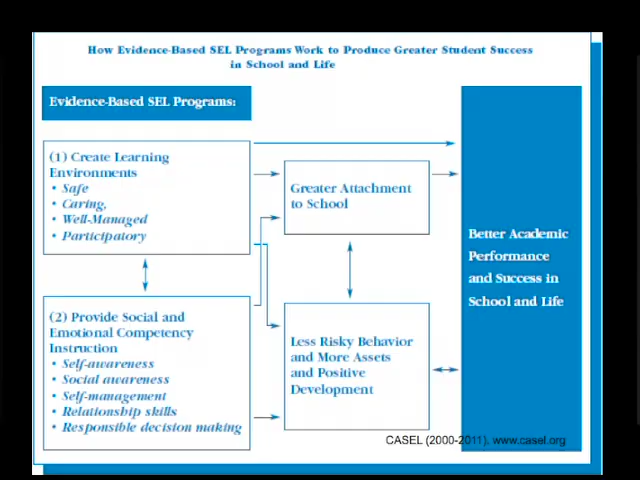 How Evidence-Based SEL Programs Work to Produce Greater Student Success
in School and Life
Evidence-Based SEL Programs:
(1) Create Learning
Environments
• Safe
• Caring,
• Well-Managed
• Participatory
(2) Provide Social and
Emotional Competency
Instruction
• Self-awareness
• Social awareness
• Self-management
• Relationship skills
• Responsible decision making
Greater Attachment
to School
Less Risky Behavior
and More Assets
and Positive
Development
Better Academic
Performance
and Success in
School and Life
CASEL (2000-2011). www.casel.org